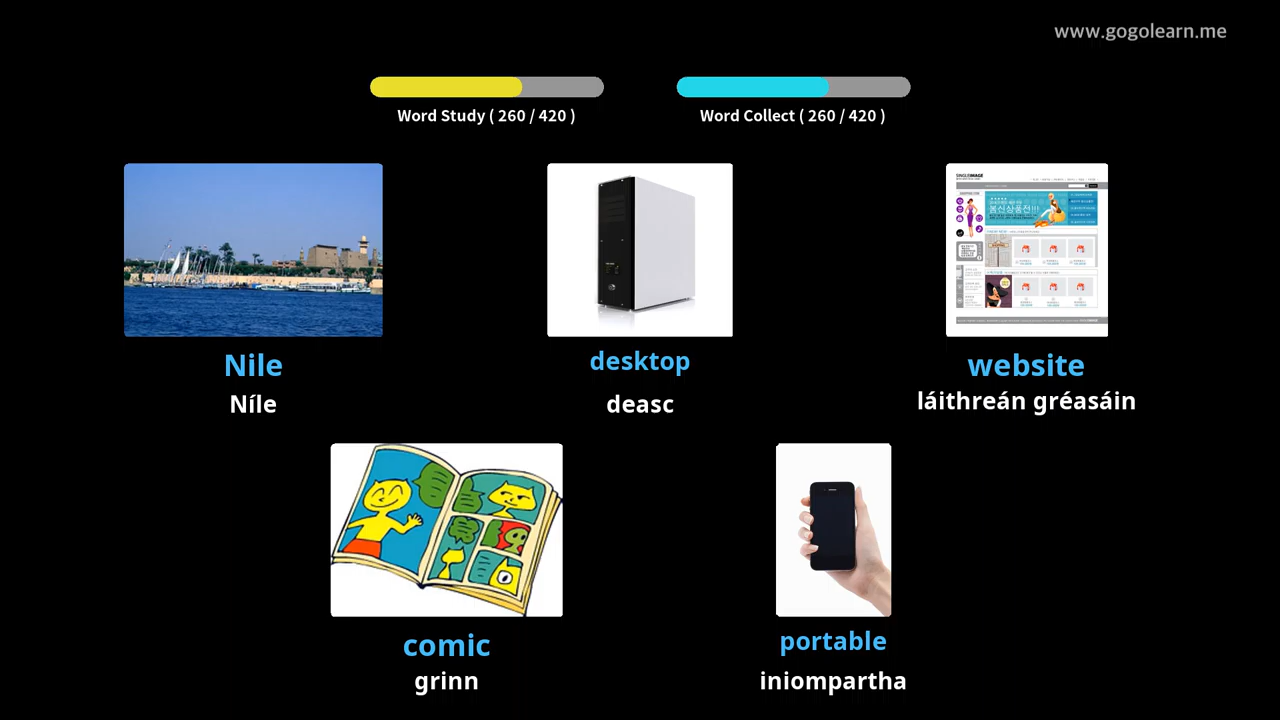 www.gogolearn.me
Word Study ( 260 / 420 )
Word Collect ( 260 / 420 )
Nile
Níle
desktop
deasc
website
láithreán gréasáin
comic
grinn
portable
iniompartha